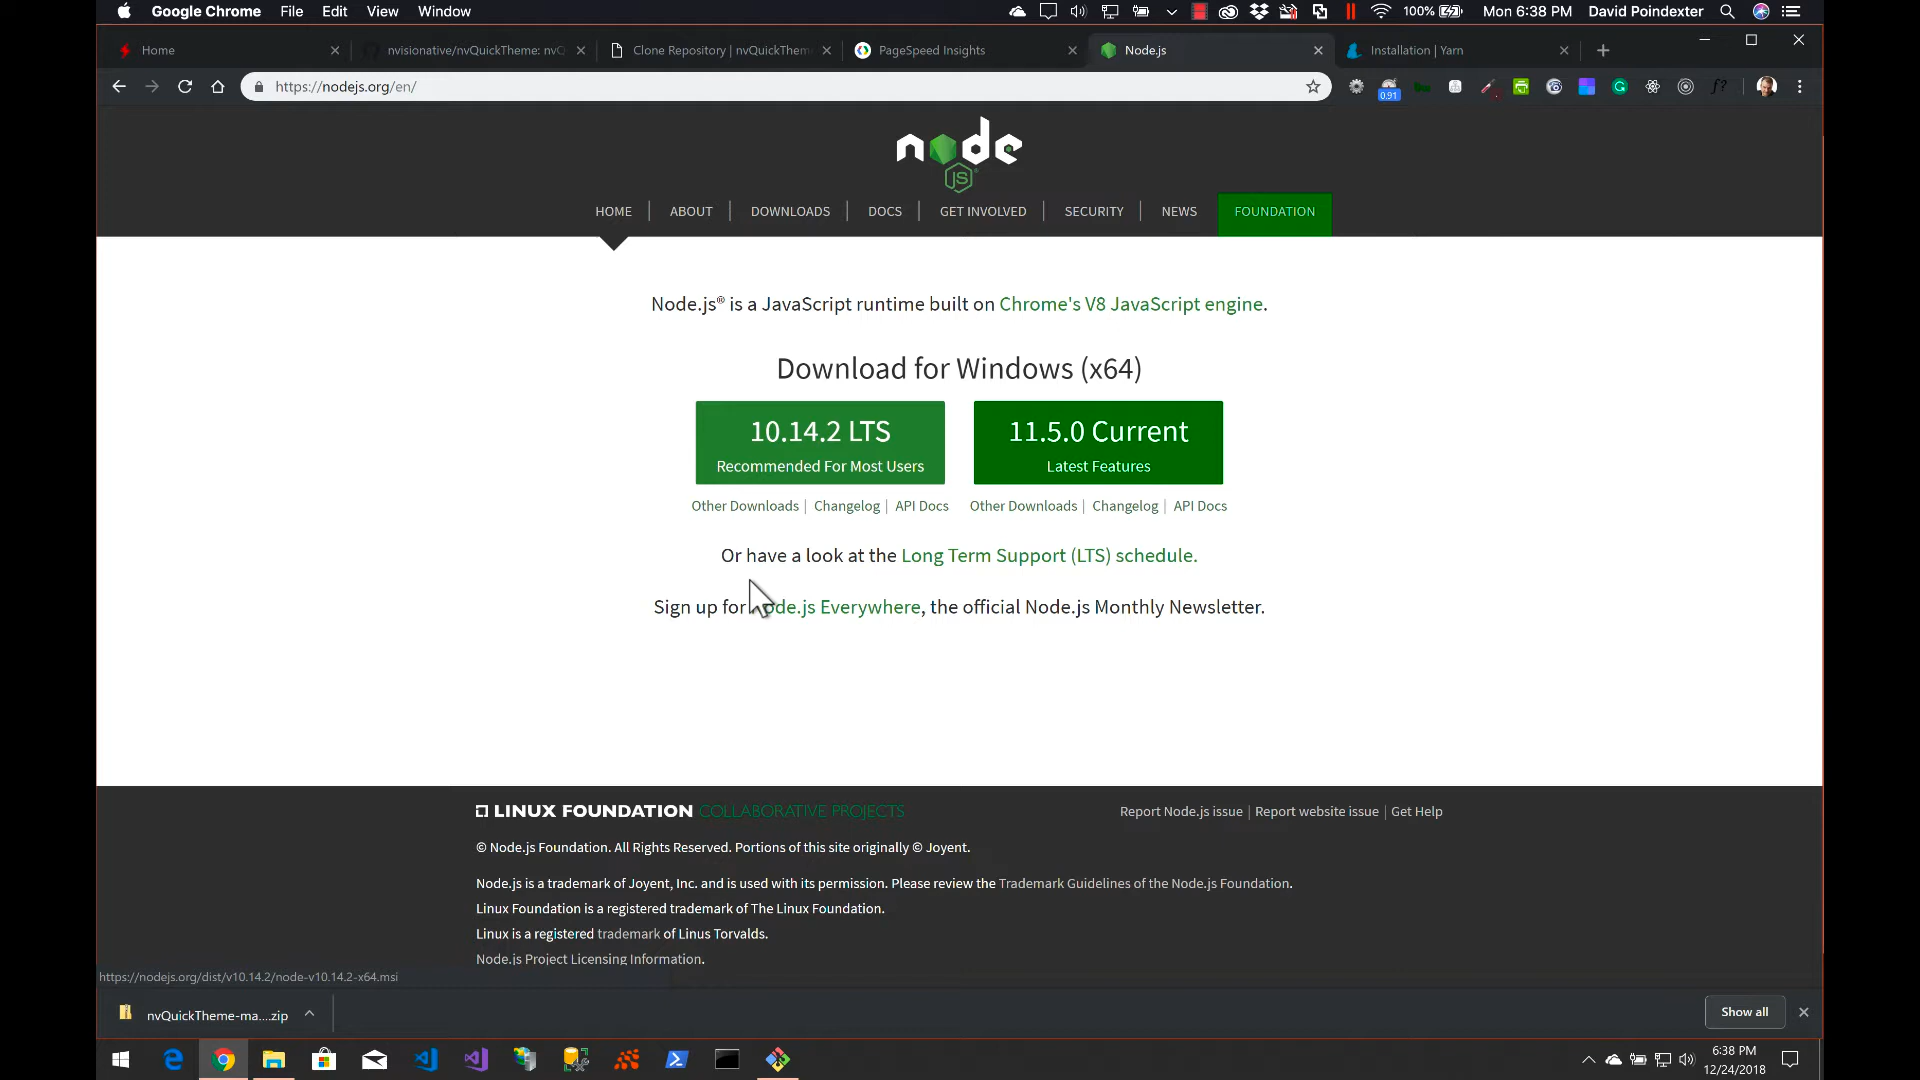 Google Chrome File Edit View Window 100% Mon 6:38 PM David Poindexter
Home nvisionative/nvQuickTheme: nvQ Clone Repository | nvQuickThem PageSpeed Insights Node.js Installation | Yarn
https://nodejs.org/en/ 0.91 f?
node
JS
HOME ABOUT DOWNLOADS DOCS GET INVOLVED SECURITY NEWS FOUNDATION
Node.js® is a JavaScript runtime built on Chrome's V8 JavaScript engine.
Download for Windows (x64)
10.14.2 LTS 11.5.0 Current
Recommended For Most Users Latest Features
Other Downloads | Changelog | API Docs Other Downloads | Changelog | API Docs
Or have a look at the Long Term Support (LTS) schedule.
Sign up for Node.js Everywhere, the official Node.js Monthly Newsletter.
LINUX FOUNDATION COLLABORATIVE PROJECTS Report Node.js issue | Report website issue | Get Help
© Node.js Foundation. All Rights Reserved. Portions of this site originally © Joyent.
Node.js is a trademark of Joyent, Inc. and is used with its permission. Please review the Trademark Guidelines of the Node.js Foundation.
Linux Foundation is a registered trademark of The Linux Foundation.
Linux is a registered trademark of Linus Torvalds.
Node.js Project Licensing Information.
https://nodejs.org/dist/v10.14.2/node-v10.14.2-x64.msi
nvQuickTheme-ma....zip Show all
6:38 PM
12/24/2018